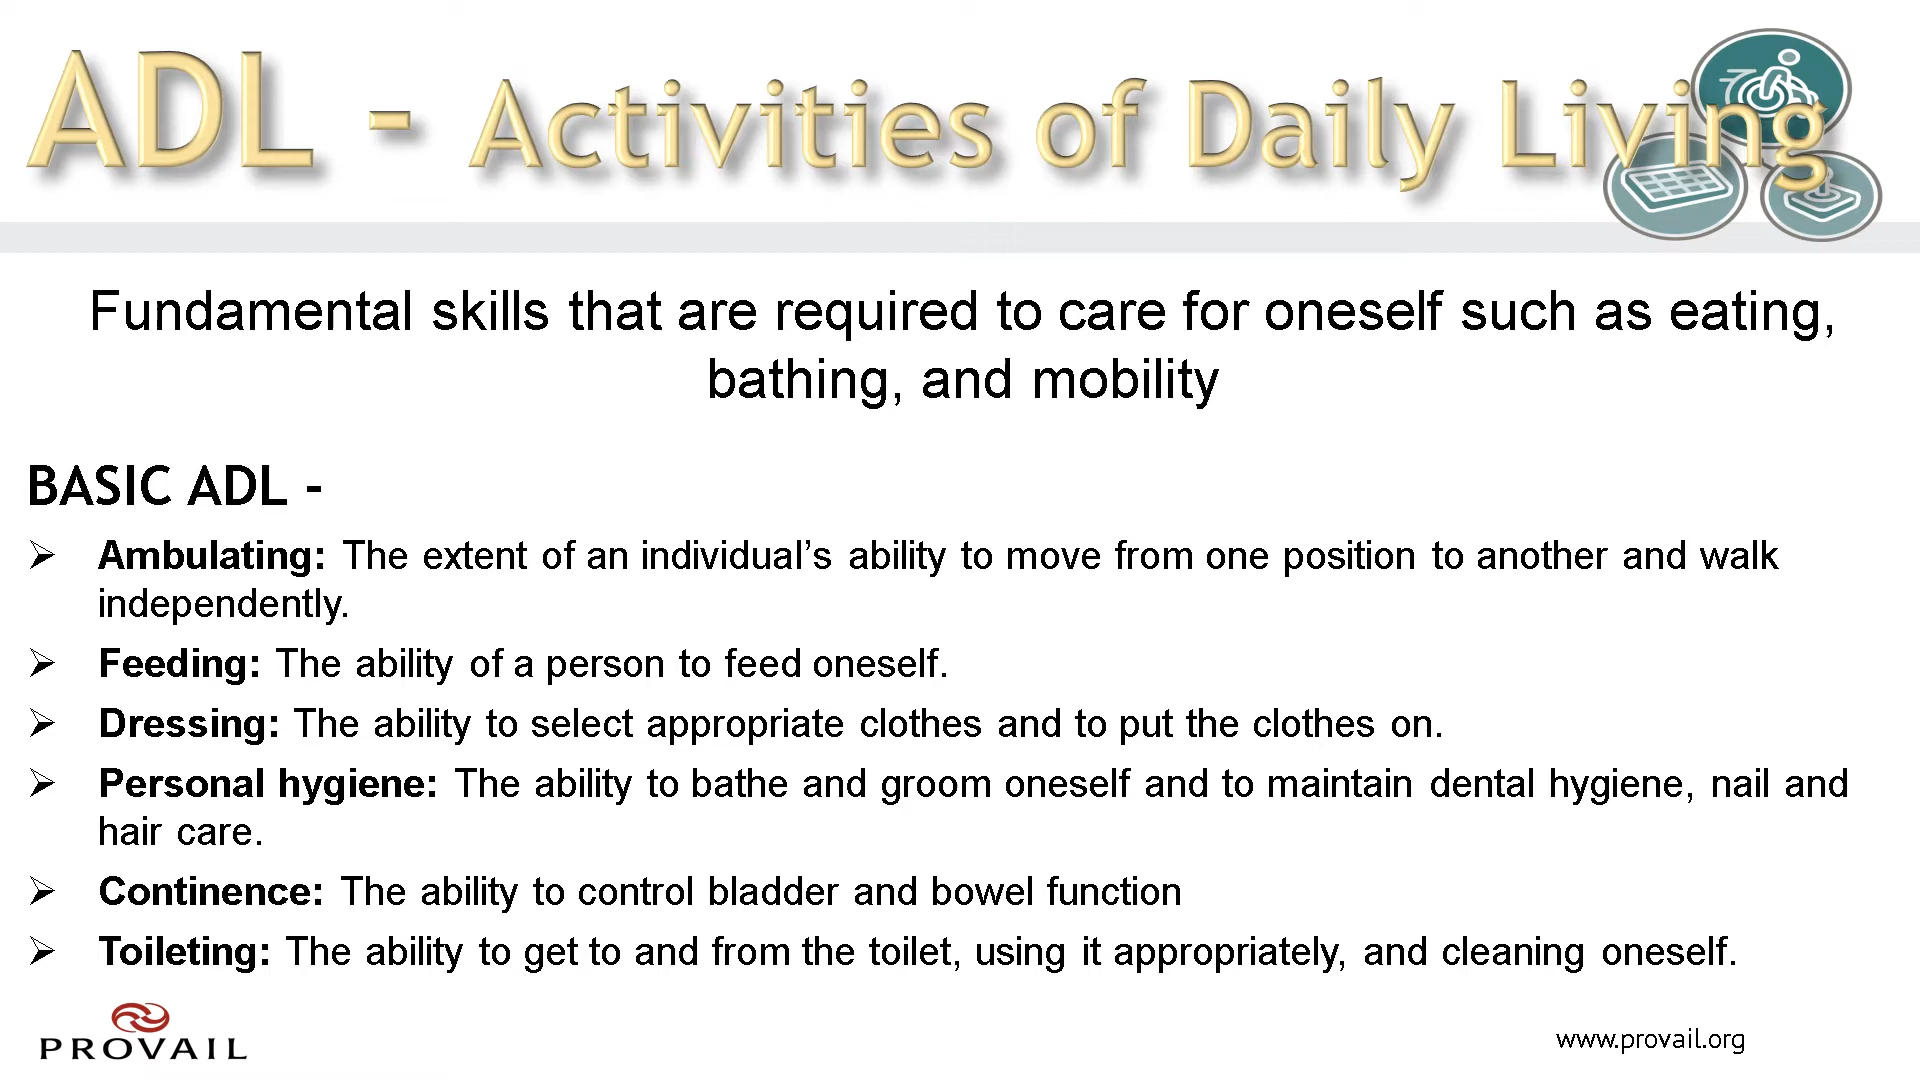 ADL - Activities of Daily Living
Fundamental skills that are required to care for oneself such as eating,
bathing, and mobility
BASIC ADL -
➢ Ambulating: The extent of an individual’s ability to move from one position to another and walk
independently.
➢ Feeding: The ability of a person to feed oneself.
➢ Dressing: The ability to select appropriate clothes and to put the clothes on.
➢ Personal hygiene: The ability to bathe and groom oneself and to maintain dental hygiene, nail and
hair care.
➢ Continence: The ability to control bladder and bowel function
➢ Toileting: The ability to get to and from the toilet, using it appropriately, and cleaning oneself.
PROVAIL
www.provail.org